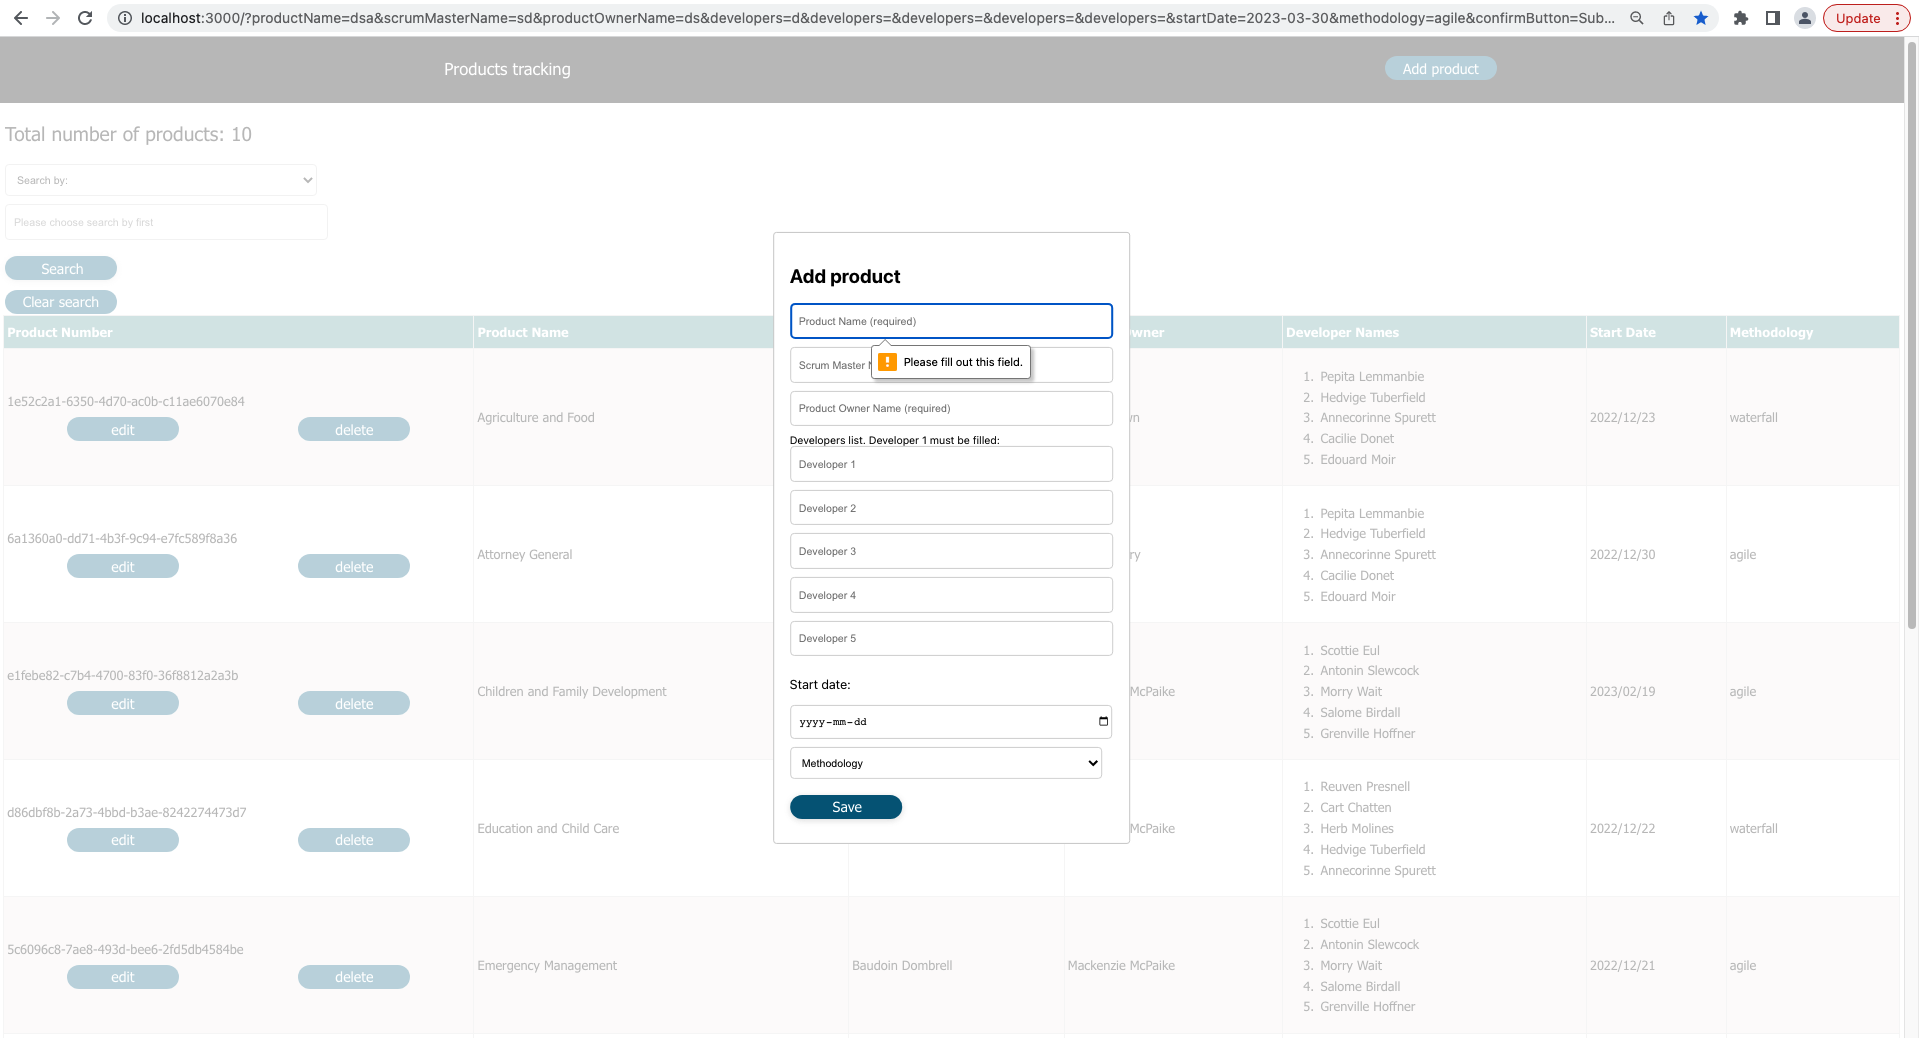 localhost:3000/?productName=dsa&scrumMasterName=sd&productOwnerName=ds&developers=d&developers=&developers=&developers=&developers=&startDate=2023-03-30&methodology=agile&confirmButton=Sub...
Update
Products tracking
Add product
Total number of products: 10
Search by:
Please choose search by first
Search
Clear search
Product Number
Product Name
wner
Developer Names
Start Date
Methodology
1e52c2a1-6350-4d70-ac0b-c11ae6070e84
edit
delete
Agriculture and Food
vn
1. Pepita Lemmanbie
2. Hedvige Tuberfield
3. Annecorinne Spurett
4. Cacilie Donet
5. Edouard Moir
2022/12/23
waterfall
6a1360a0-dd71-4b3f-9c94-e7fc589f8a36
edit
delete
Attorney General
ry
1. Pepita Lemmanbie
2. Hedvige Tuberfield
3. Annecorinne Spurett
4. Cacilie Donet
5. Edouard Moir
2022/12/30
agile
e1febe82-c7b4-4700-83f0-36f8812a2a3b
edit
delete
Children and Family Development
McPaike
1. Scottie Eul
2. Antonin Slewcock
3. Morry Wait
4. Salome Birdall
5. Grenville Hoffner
2023/02/19
agile
d86dbf8b-2a73-4bbd-b3ae-8242274473d7
edit
delete
Education and Child Care
McPaike
1. Reuven Presnell
2. Cart Chatten
3. Herb Molines
4. Hedvige Tuberfield
5. Annecorinne Spurett
2022/12/22
waterfall
5c6096c8-7ae8-493d-bee6-2fd5db4584be
edit
delete
Emergency Management
Baudoin Dombrell
Mackenzie McPaike
1. Scottie Eul
2. Antonin Slewcock
3. Morry Wait
4. Salome Birdall
5. Grenville Hoffner
2022/12/21
agile
Add product
Product Name (required)
Please fill out this field.
Scrum Master
Product Owner Name (required)
Developers list. Developer 1 must be filled:
Developer 1
Developer 2
Developer 3
Developer 4
Developer 5
Start date:
yyyy-mm-dd
Methodology
Save